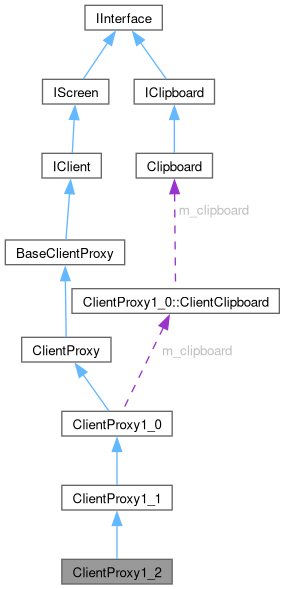 IInterface
IScreen
IClipboard
IClient
Clipboard
m_clipboard
BaseClientProxy
ClientProxy1_0::ClientClipboard
ClientProxy
m_clipboard
ClientProxy1_0
ClientProxy1_1
ClientProxy1_2